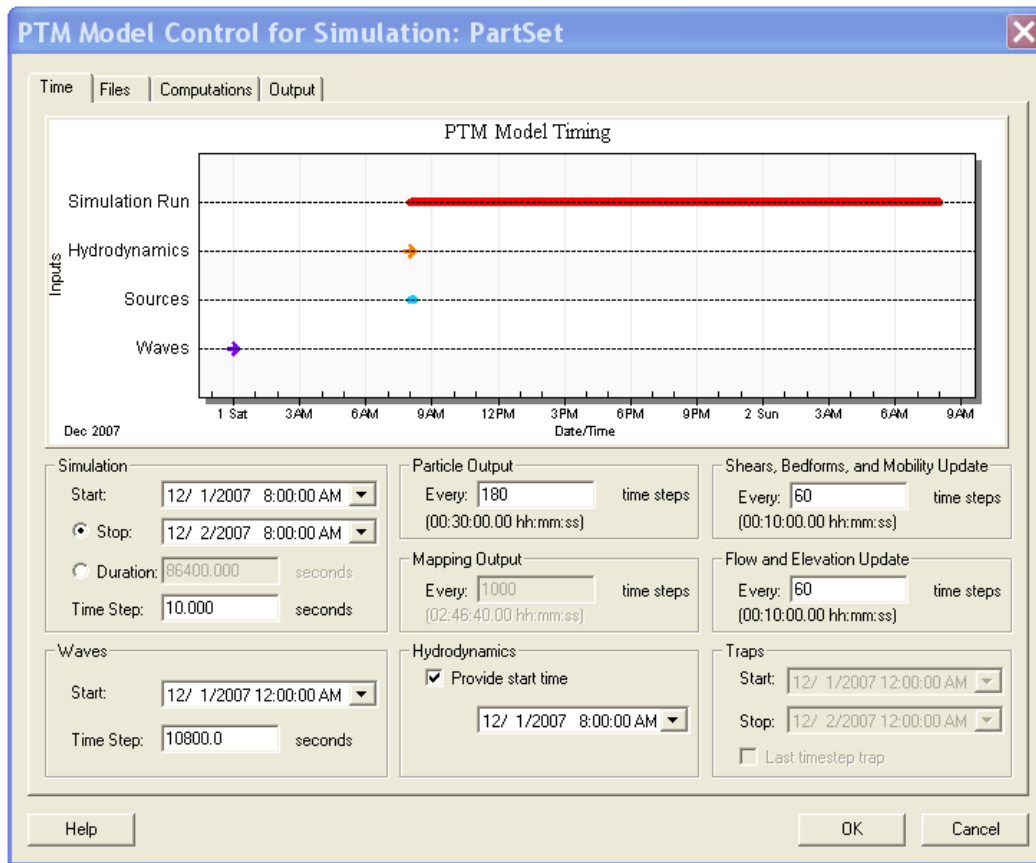 PTM Model Control for Simulation: PartSet
Time Files Computations Output
PTM Model Timing
Inputs
Simulation Run
Hydrodynamics
Sources
Waves
1 Sat 3AM 6AM 9AM 12PM 3PM 6PM 9PM 2 Sun 3AM 6AM 9AM
Dec 2007
Date/Time
Simulation
Start: 12/ 1/2007 8:00:00 AM
Stop: 12/ 2/2007 8:00:00 AM
Duration: 86400.000 seconds
Time Step: 10.000 seconds
Particle Output
Every: 180 time steps
(00:30:00.00 hh:mm:ss)
Shears, Bedforms, and Mobility Update
Every: 60 time steps
(00:10:00.00 hh:mm:ss)
Mapping Output
Every: 1000 time steps
(02:46:40.00 hh:mm:ss)
Flow and Elevation Update
Every: 60 time steps
(00:10:00.00 hh:mm:ss)
Waves
Start: 12/ 1/2007 12:00:00 AM
Time Step: 10800.0 seconds
Hydrodynamics
Provide start time
12/ 1/2007 8:00:00 AM
Traps
Start: 12/ 1/2007 12:00:00 AM
Stop: 12/ 2/2007 12:00:00 AM
Last timestep trap
Help OK Cancel